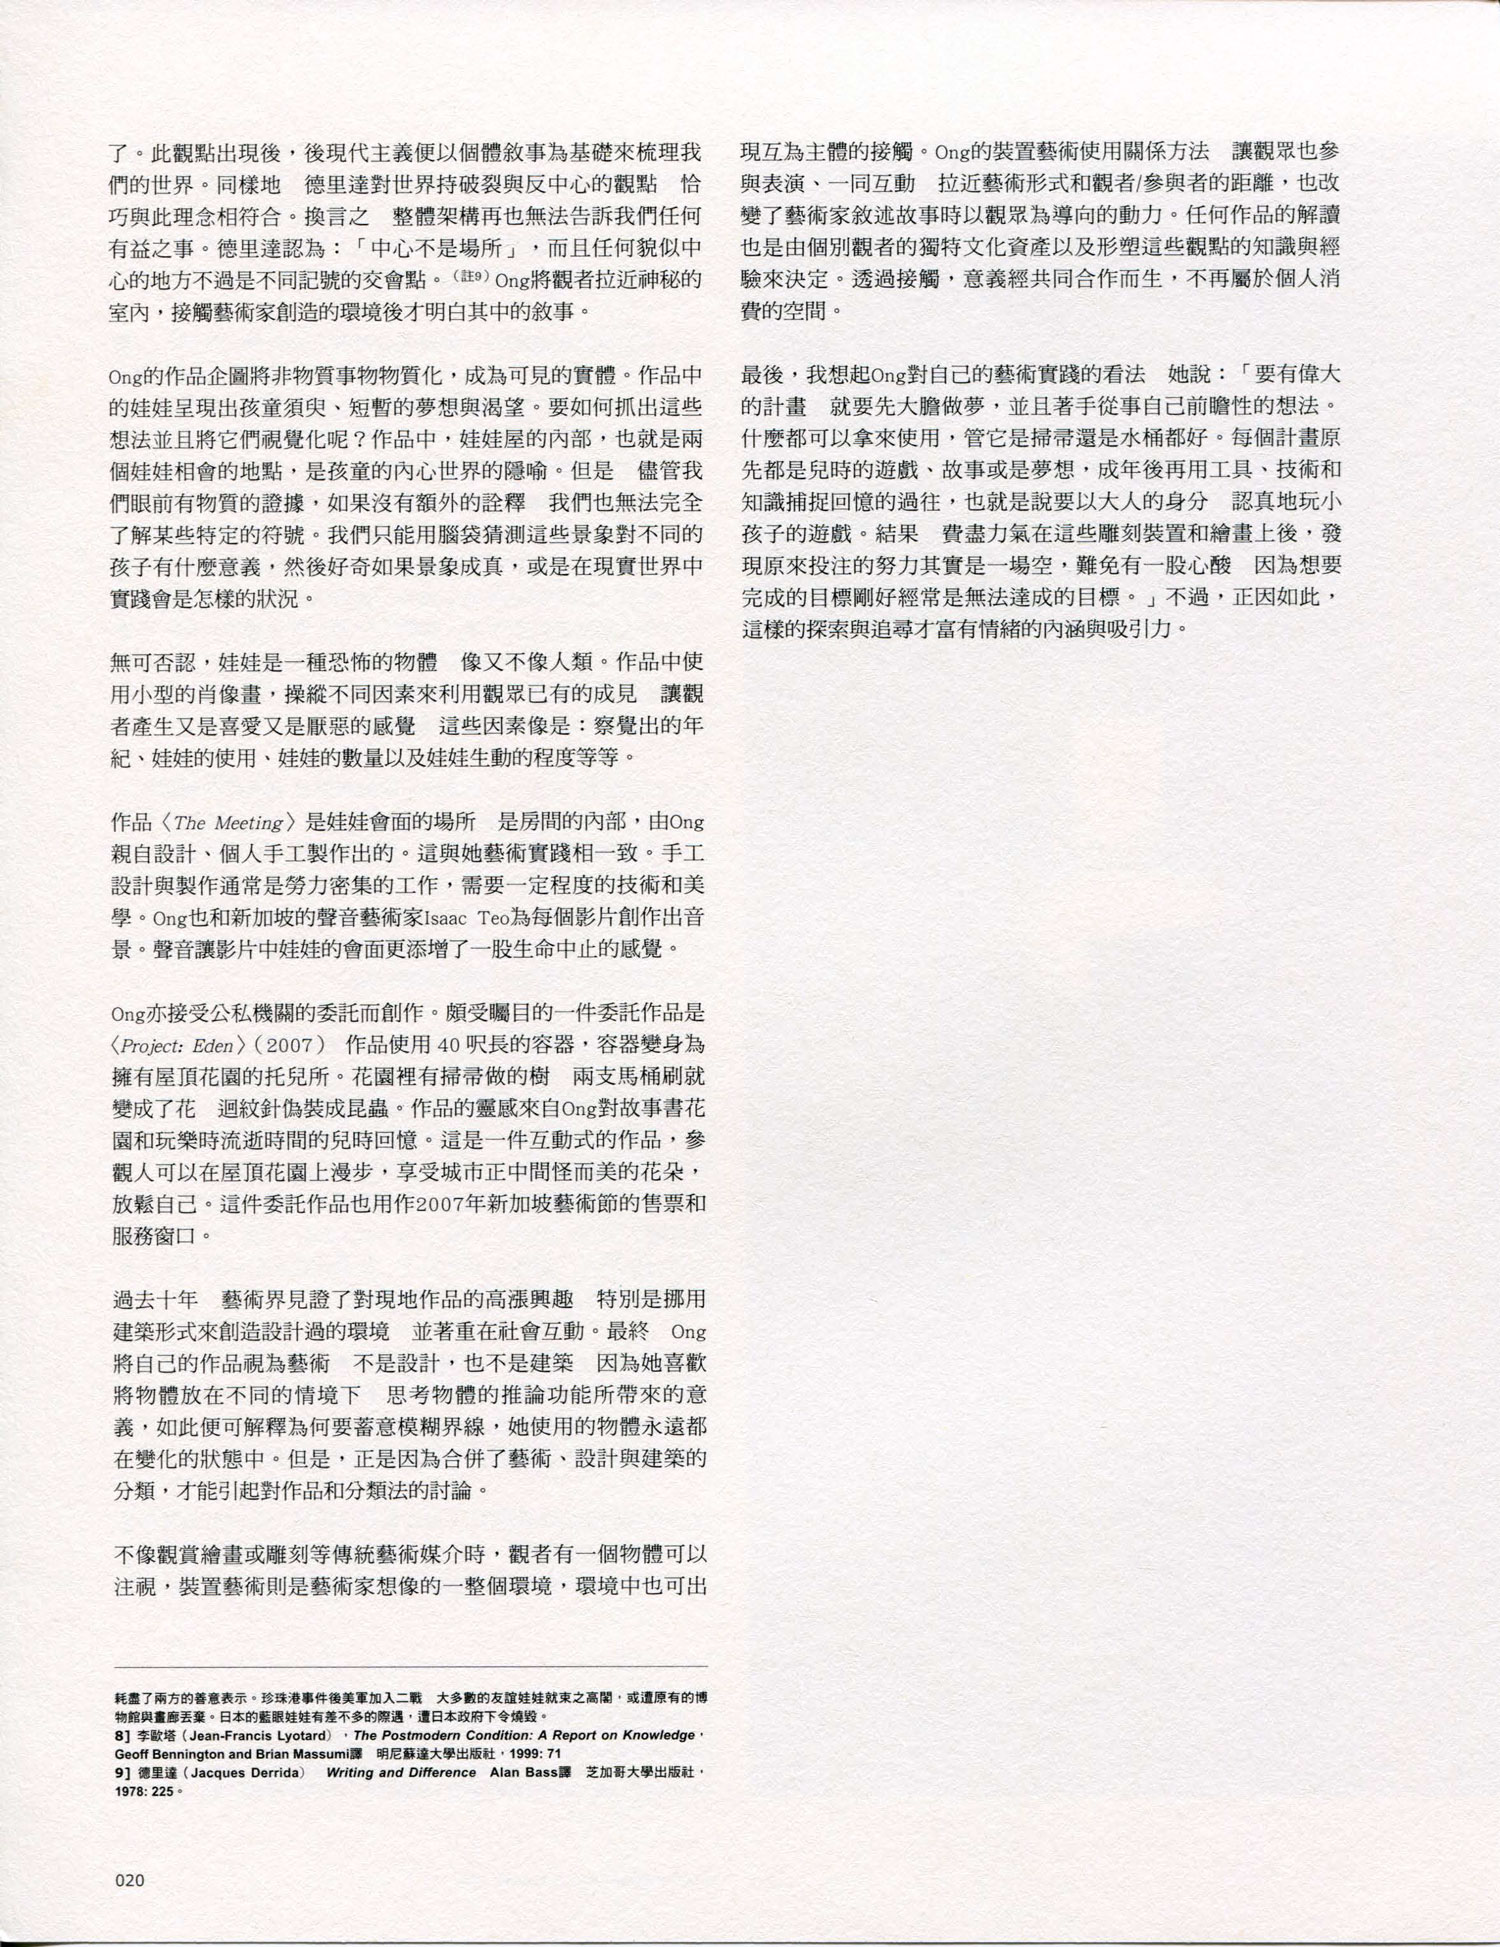 了。此觀點出現後，後現代主義便以個體敘事為基礎來梳理我
們的世界。同樣地　德里達對世界持破裂與反中心的觀點　恰
巧與此理念相符合。換言之　整體架構再也無法告訴我們任何
有益之事。德里達認為：「中心不是場所」，而且任何貌似中
心的地方不過是不同記號的交會點。（註9）Ong將觀者拉近神秘的
室內，接觸藝術家創造的環境後才明白其中的敘事。
Ong的作品企圖將非物質事物物質化，成為可見的實體。作品中
的娃娃呈現出孩童須臾、短暫的夢想與渴望。要如何抓出這些
想法並且將它們視覺化呢？作品中，娃娃屋的內部，也就是兩
個娃娃相會的地點，是孩童的內心世界的隱喻。但是　儘管我
們眼前有物質的證據，如果沒有額外的詮釋　我們也無法完全
了解某些特定的符號。我們只能用腦袋猜測這些景象對不同的
孩子有什麼意義，然後好奇如果景象成真，或是在現實世界中
實踐會是怎樣的狀況。
無可否認，娃娃是一種恐怖的物體　像又不像人類。作品中使
用小型的肖像畫，操縱不同因素來利用觀眾已有的成見　讓觀
者產生又是喜愛又是厭惡的感覺　這些因素像是：察覺出的年
紀、娃娃的使用、娃娃的數量以及娃娃生動的程度等等。
作品〈The Meeting〉是娃娃會面的場所　是房間的內部，由Ong
親自設計、個人手工製作出的。這與她藝術實踐相一致。手工
設計與製作通常是勞力密集的工作，需要一定程度的技術和美
學。Ong也和新加坡的聲音藝術家Isaac Teo為每個影片創作出音
景。聲音讓影片中娃娃的會面更添增了一股生命中止的感覺。
Ong亦接受公私機關的委託而創作。頗受矚目的一件委託作品是
〈Project: Eden〉（2007）　作品使用 40 呎長的容器，容器變身為
擁有屋頂花園的托兒所。花園裡有掃帚做的樹　兩支馬桶刷就
變成了花　迴紋針偽裝成昆蟲。作品的靈感來自Ong對故事書花
園和玩樂時流逝時間的兒時回憶。這是一件互動式的作品，參
觀人可以在屋頂花園上漫步，享受城市正中間怪而美的花朵，
放鬆自己。這件委託作品也用作2007年新加坡藝術節的售票和
服務窗口。
過去十年　藝術界見證了對現地作品的高漲興趣　特別是挪用
建築形式來創造設計過的環境　並著重在社會互動。最終　Ong
將自己的作品視為藝術　不是設計，也不是建築　因為她喜歡
將物體放在不同的情境下　思考物體的推論功能所帶來的意
義，如此便可解釋為何要蓄意模糊界線，她使用的物體永遠都
在變化的狀態中。但是，正是因為合併了藝術、設計與建築的
分類，才能引起對作品和分類法的討論。
不像觀賞繪畫或雕刻等傳統藝術媒介時，觀者有一個物體可以
注視，裝置藝術則是藝術家想像的一整個環境，環境中也可出
現互為主體的接觸。Ong的裝置藝術使用關係方法　讓觀眾也參
與表演、一同互動　拉近藝術形式和觀者/參與者的距離，也改
變了藝術家敘述故事時以觀眾為導向的動力。任何作品的解讀
也是由個別觀者的獨特文化資產以及形塑這些觀點的知識與經
驗來決定。透過接觸，意義經共同合作而生，不再屬於個人消
費的空間。
最後，我想起Ong對自己的藝術實踐的看法　她說：「要有偉大
的計畫　就要先大膽做夢，並且著手從事自己前瞻性的想法。
什麼都可以拿來使用，管它是掃帚還是水桶都好。每個計畫原
先都是兒時的遊戲、故事或是夢想，成年後再用工具、技術和
知識捕捉回憶的過往，也就是說要以大人的身分　認真地玩小
孩子的遊戲。結果　費盡力氣在這些雕刻裝置和繪畫上後，發
現原來投注的努力其實是一場空，難免有一股心酸　因為想要
完成的目標剛好經常是無法達成的目標。」不過，正因如此，
這樣的探索與追尋才富有情緒的內涵與吸引力。
耗盡了兩方的善意表示。珍珠港事件後美軍加入二戰　大多數的友誼娃娃就束之高閣，或遭原有的博
物館與畫廊丟棄。日本的藍眼娃娃有差不多的際遇，遭日本政府下令燒毀。
8］李歐塔（Jean-Francis Lyotard），The Postmodern Condition: A Report on Knowledge，
Geoff Bennington and Brian Massumi譯　明尼蘇達大學出版社，1999: 71
9］德里達（Jacques Derrida）　Writing and Difference　Alan Bass譯　芝加哥大學出版社，
1978: 225。
020